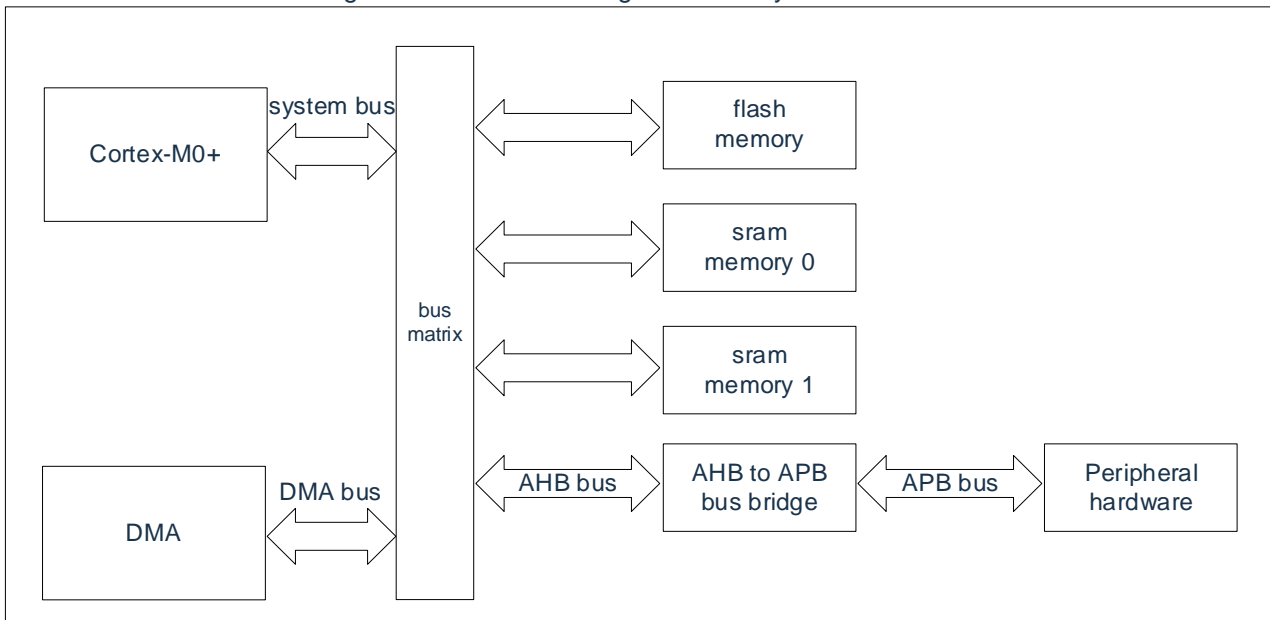 system bus
Cortex-M0+
flash
memory
sram
memory 0
bus
matrix
sram
memory 1
DMA bus
DMA
AHB bus
AHB to APB
bus bridge
APB bus
Peripheral
hardware